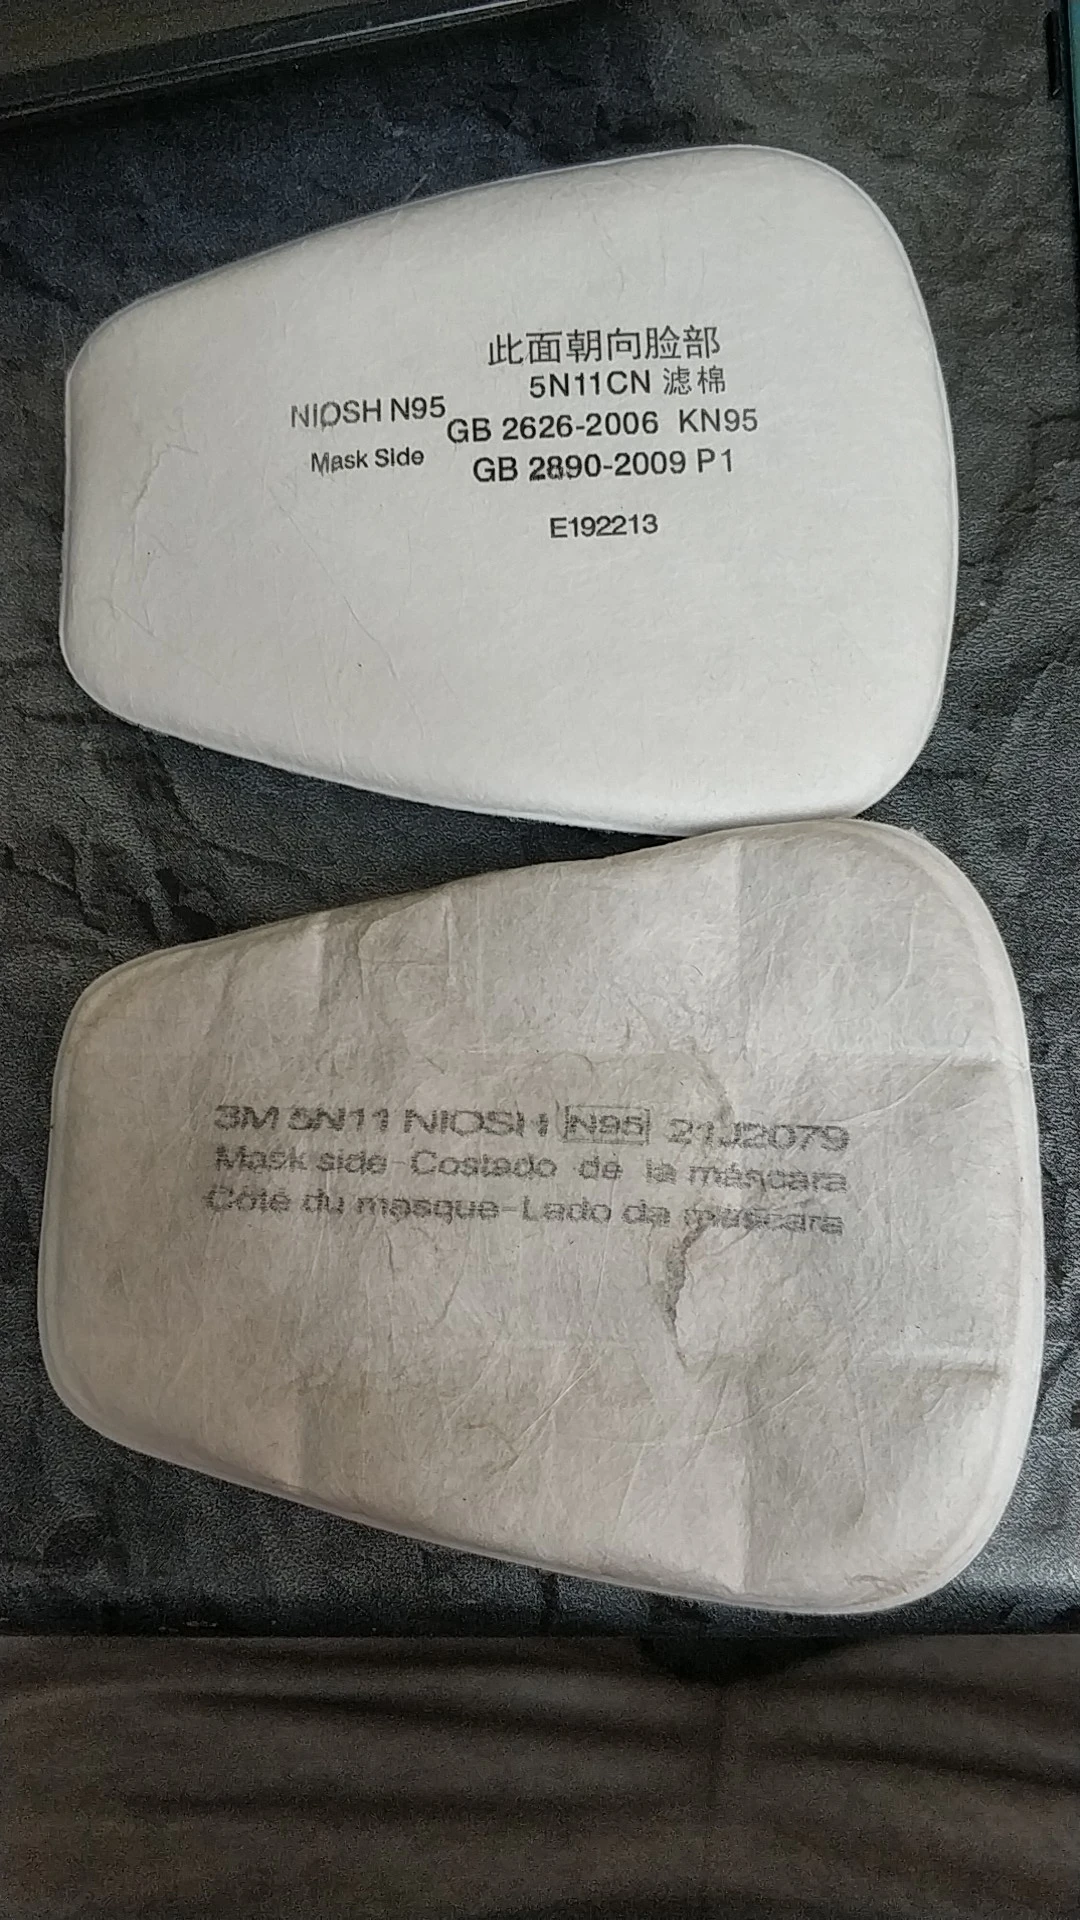 此面朝向脸部
5N11CN 滤棉
NIOSH N95
GB 2626-2006 KN95
Mask Side
GB 2890-2009 P1
E192213
3M 5N11 NIOSH N95 21J2079
Mask side-Costado de la máscara
Côté du masque-Lado da máscara